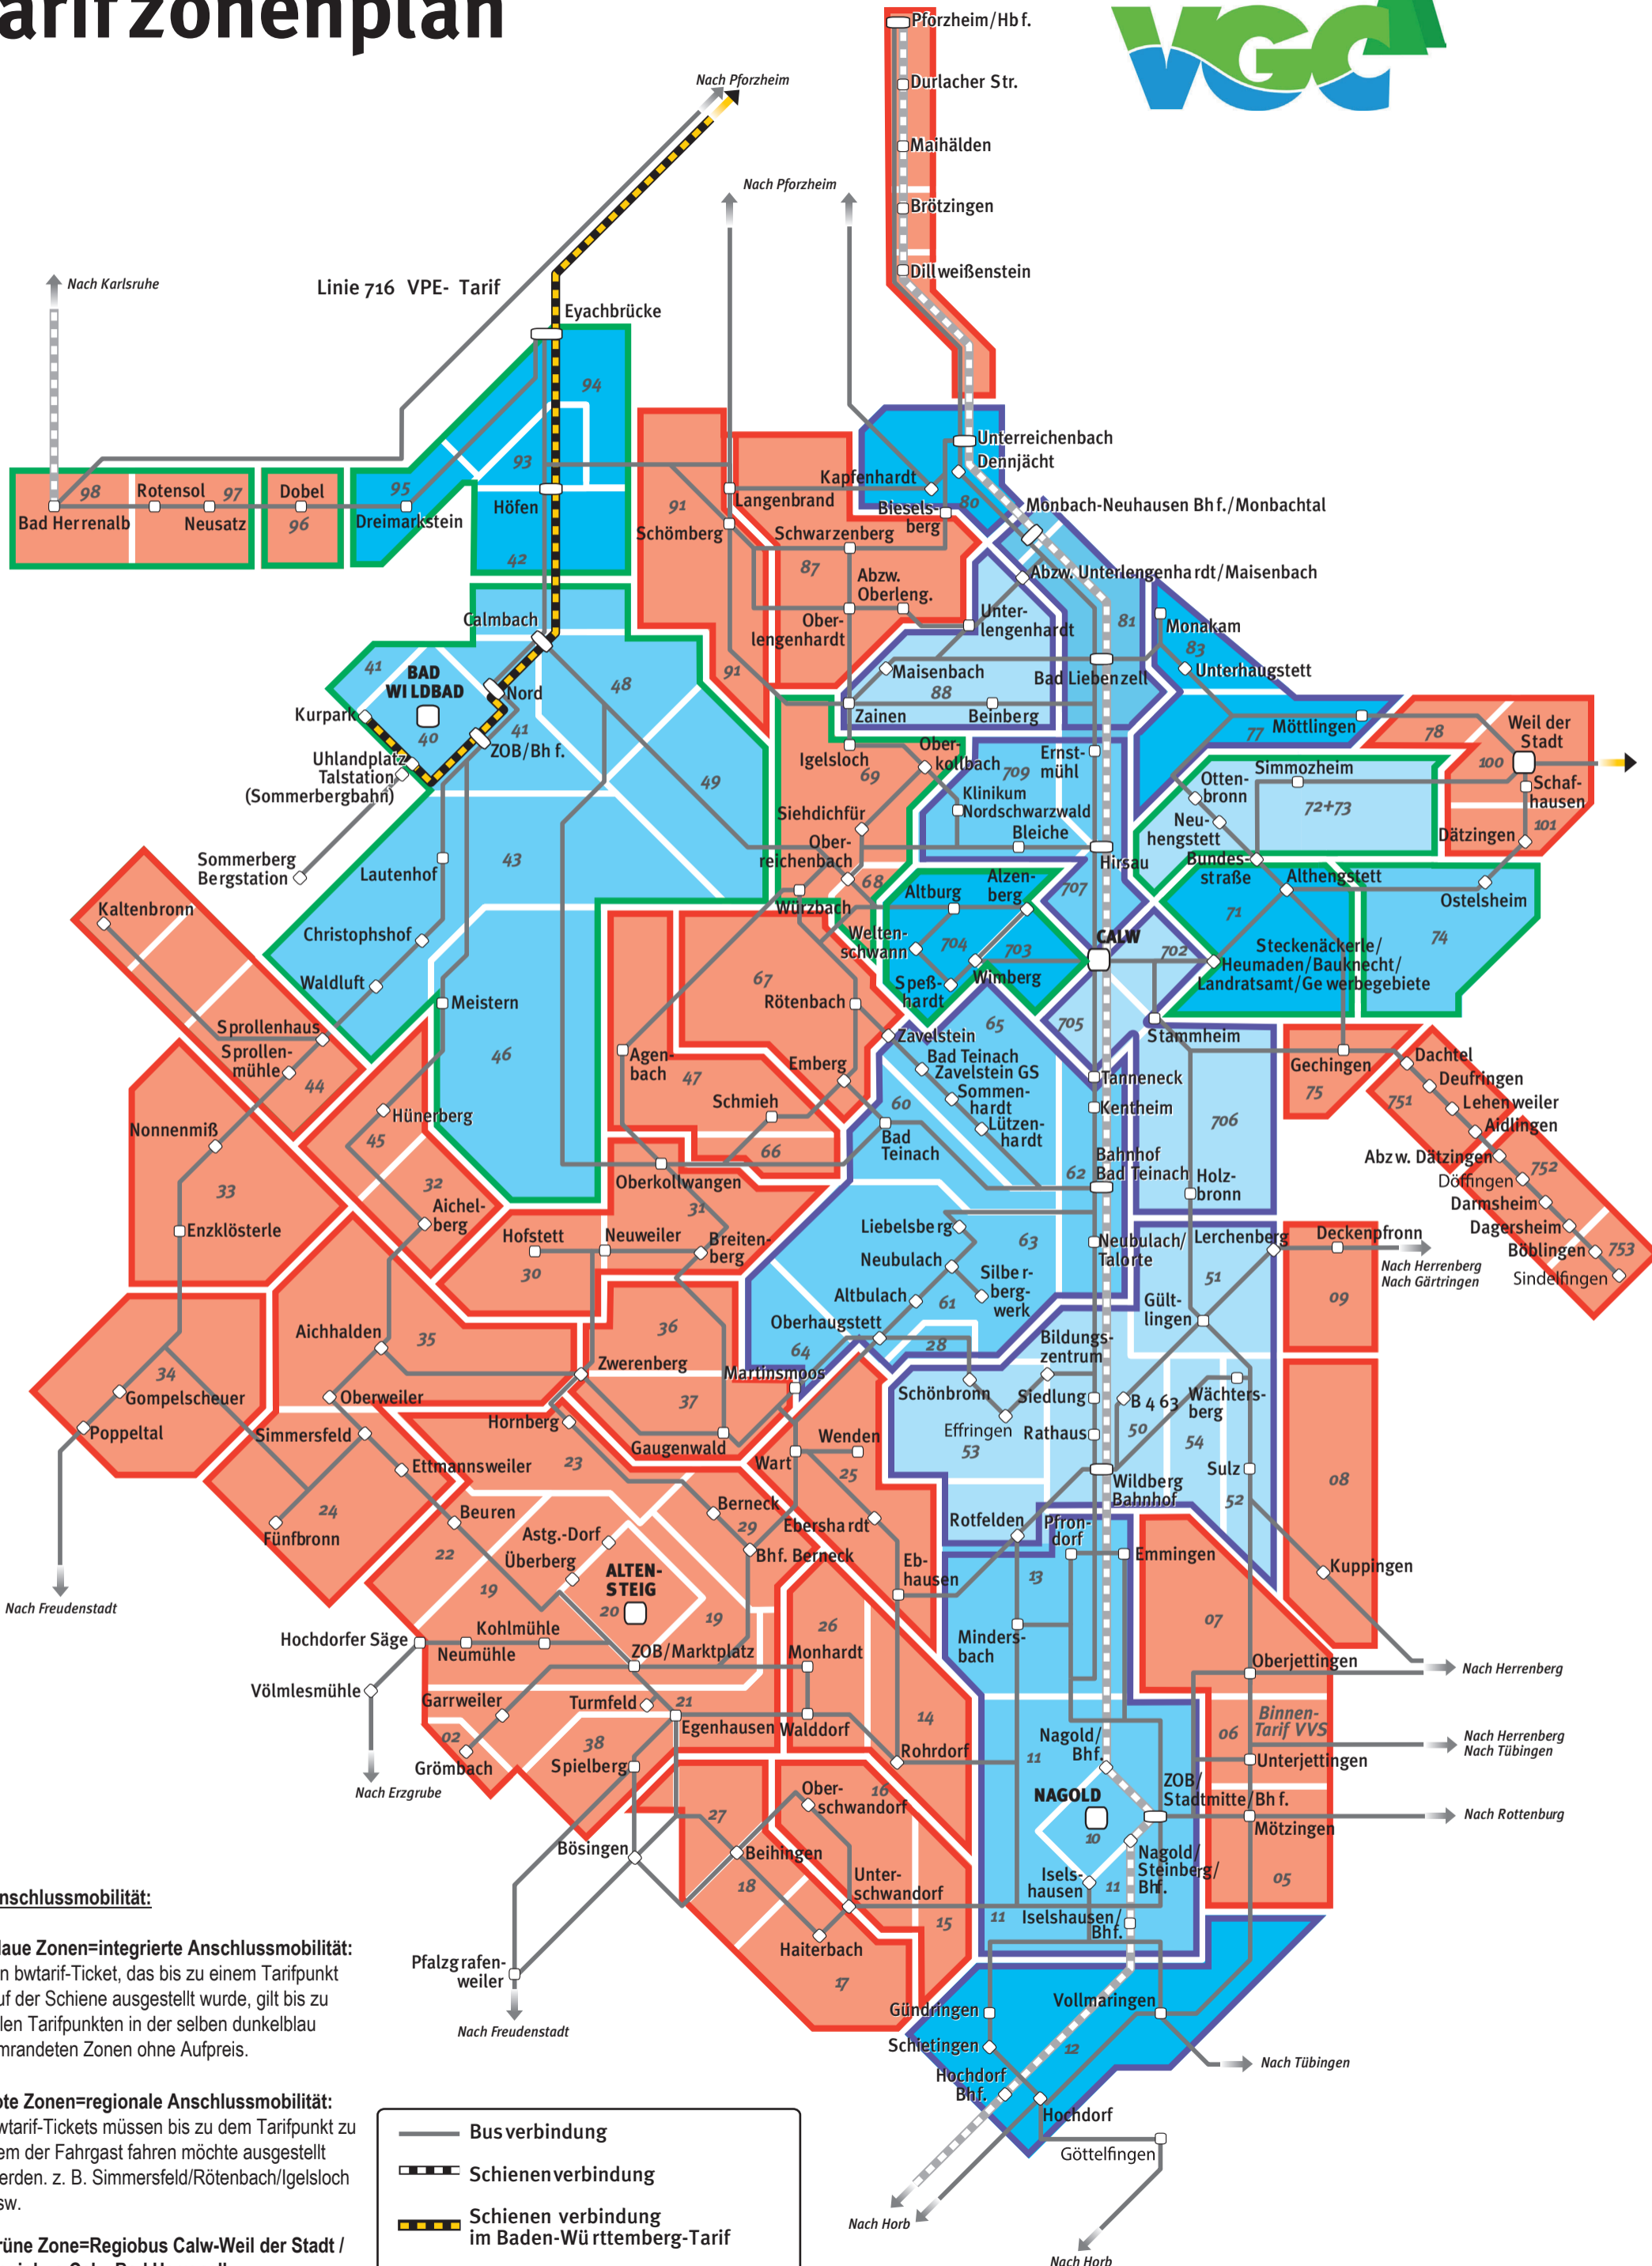 arifzonenplan
VGC
Pforzheim/Hbf.
Durlacher Str.
Maihälden
Brötzingen
Dillweißenstein
Nach Pforzheim
Nach Pforzheim
Nach Karlsruhe
Linie 716 VPE- Tarif
Eyachbrücke
94
93
95
98
97
96
Rotensol
Dobel
Bad Herrenalb
Neusatz
Dreimarkstein
Höfen
42
91
Schömberg
Langenbrand
Kapfenhardt
Unterreichenbach
Dennjächt
80
Biesels-
berg
Monbach-Neuhausen Bhf./Monbachtal
Schwarzenberg
87
Abzw.
Oberleng.
Ober-
lengenhardt
Abzw. Unterlengenhardt/Maisenbach
Unter-
lengenhardt
81
Monakam
83
Unterhaugstett
Calmbach
41
BAD
WILDBAD
Nord
48
91
Maisenbach
88
Bad Liebenzell
Kurpark
40
41
ZOB/Bhf.
Uhlandplatz
Talstation
(Sommerbergbahn)
Zainen
Beinberg
77
Möttlingen
78
Weil der
Stadt
100
Igelsloch
69
Ober-
kollbach
709
Ernst-
mühl
Otten-
bronn
Simmozheim
72+73
Schaf-
hausen
101
Dätzingen
49
Klinikum
Nordschwarzwald
Siehdichfür
Bleiche
Neu-
hengstett
Hirsau
Sommerberg
Bergstation
Lautenhof
43
Ober-
reichenbach
68
Bundes-
straße
Althengstett
Ostelsheim
Würzbach
Altburg
Alzen-
berg
707
71
74
Kaltenbronn
Christophshof
Waldluft
Welten-
schwann
704
703
CALW
702
Steckenäckerle/
Heumaden/Bauknecht/
Landratsamt/Gewerbegebiete
Wimberg
Speß-
hardt
67
Rötenbach
Meistern
Sprollenhaus
Sprollen-
mühle
44
46
65
705
Stammheim
Zavelstein
Bad Teinach
Zavelstein GS
Gechingen
75
Dachtel
Deufringen
Lehenweiler
751
Aidlingen
Agen-
bach
47
Emberg
Tanneneck
Kentheim
Sommen-
hardt
Lützen-
hardt
Hünerberg
45
Schmieh
60
Bad
Teinach
706
Nonnenmiß
66
62
Bahnhof
Bad Teinach
Holz-
bronn
Abzw. Dätzingen
752
Döffingen
Darmsheim
Dagersheim
Böblingen
753
Sindelfingen
33
32
Aichel-
berg
Oberkollwangen
31
Enzklösterle
Hofstett
Neuweiler
Breiten-
berg
30
Liebelsberg
63
Neubulach/
Talorte
Lerchenberg
Deckenpfronn
Nach Herrenberg
Nach Gärtringen
Neubulach
Silber-
berg-
werk
51
Altbulach
61
Gült-
lingen
09
Oberhaugstett
Aichhalden
35
36
64
28
Bildungs-
zentrum
34
Gompelscheuer
Zwerenberg
Martinsmoos
Schönbronn
Siedlung
B 463
Wächters-
berg
Oberweiler
37
Poppeltal
Simmersfeld
Hornberg
Gaugenwald
Wenden
Effringen
Rathaus
50
54
53
Ettmannsweiler
23
Wart
25
Wildberg
Bahnhof
Sulz
08
52
24
Beuren
Berneck
Ebershardt
Rotfelden
Fünfbronn
Astg.-Dorf
29
Pfron-
dorf
22
Überberg
Bhf. Berneck
Emmingen
Kuppingen
ALTEN-
STEIG
Eb-
hausen
13
Nach Freudenstadt
19
20
19
26
07
Hochdorfer Säge
Kohlmühle
Neumühle
ZOB/Marktplatz
Monhardt
Minders-
bach
Oberjettingen
Nach Herrenberg
Völmlesmühle
Garrweiler
Turmfeld
21
Egenhausen
Walddorf
14
Binnen-
Tarif VVS
06
Nach Herrenberg
Nach Tübingen
02
Grömbach
38
Spielberg
Rohrdorf
Nagold/
Bhf.
11
Unterjettingen
Nach Erzgrube
Ober-
schwandorf
16
NAGOLD
ZOB/
Stadtmitte/Bhf.
Nach Rottenburg
10
Mötzingen
27
Bösingen
Beihingen
Nagold/
Steinberg/
Bhf.
18
Unter-
schwandorf
Isels-
hausen
11
05
15
11
Iselshausen/
Bhf.
Haiterbach
17
Pfalzgrafen-
weiler
Gündringen
Vollmaringen
Nach Freudenstadt
Schietingen
12
Nach Tübingen
Hochdorf
Bhf.
Hochdorf
Göttelfingen
Nach Horb
Nach Horb
nschlussmobilität:
laue Zonen=integrierte Anschlussmobilität:
n bwtarif-Ticket, das bis zu einem Tarifpunkt
uf der Schiene ausgestellt wurde, gilt bis zu
llen Tarifpunkten in der selben dunkelblau
mrandeten Zonen ohne Aufpreis.
ote Zonen=regionale Anschlussmobilität:
wtarif-Tickets müssen bis zu dem Tarifpunkt zu
em der Fahrgast fahren möchte ausgestellt
erden. z. B. Simmersfeld/Rötenbach/Igelsloch
sw.
rüne Zone=Regiobus Calw-Weil der Stadt /
Busverbindung
Schienenverbindung
Schienen verbindung
im Baden-Württemberg-Tarif